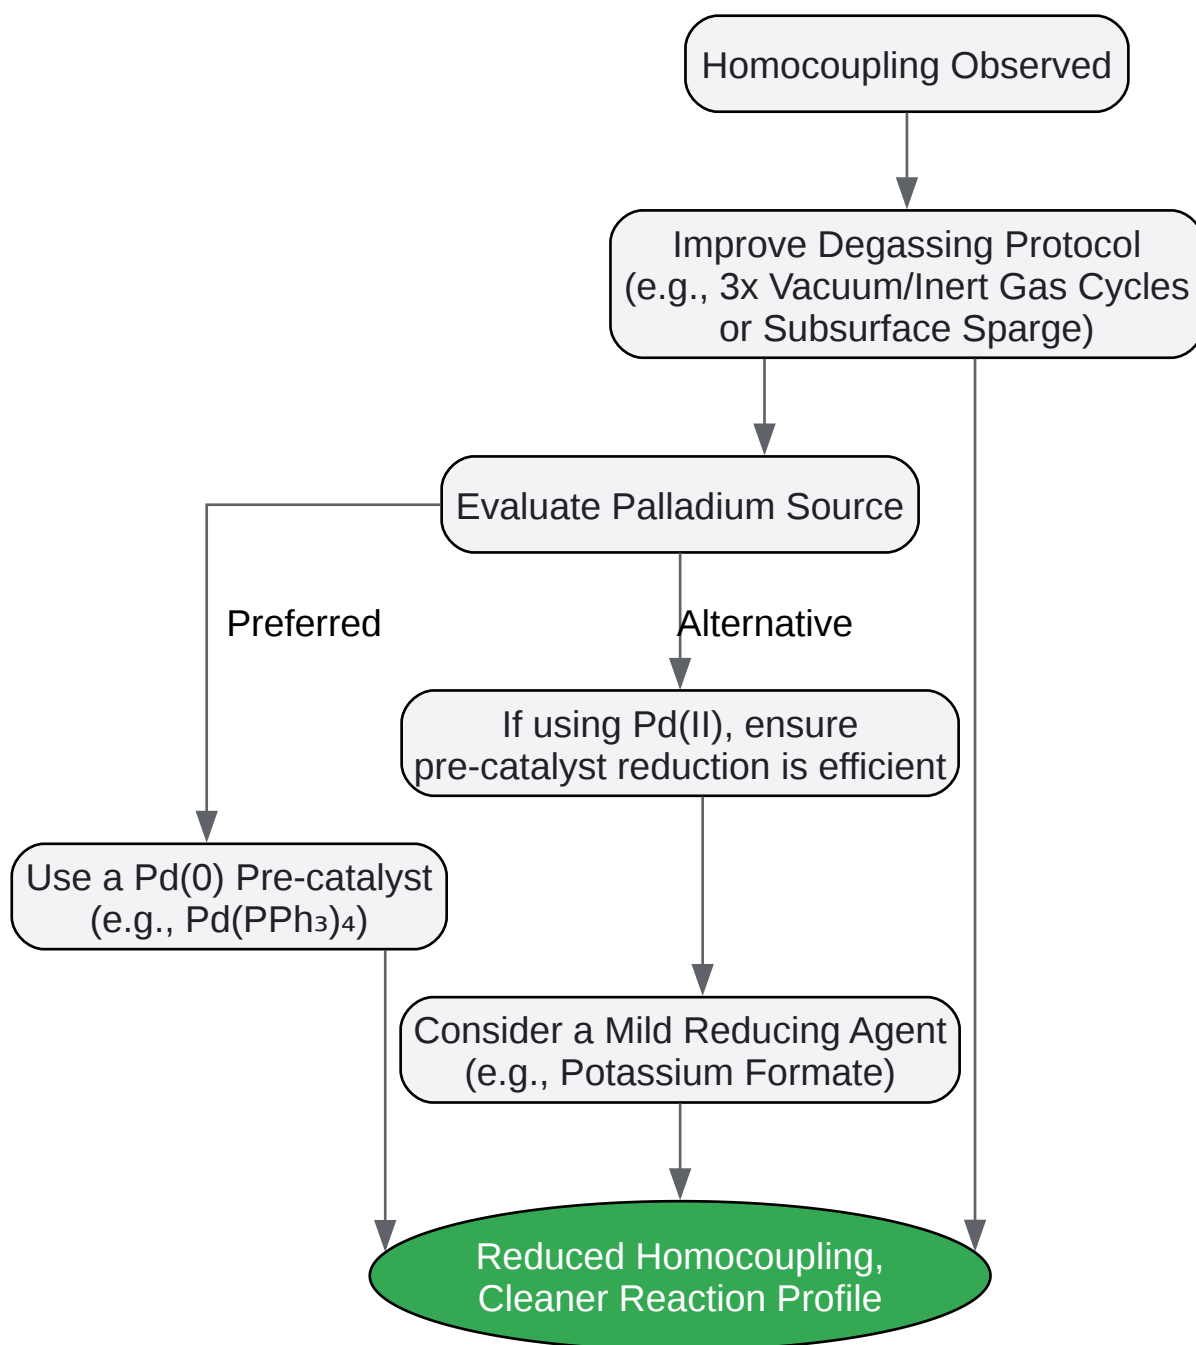 Homocoupling Observed
Improve Degassing Protocol
(e.g., 3x Vacuum/Inert Gas Cycles
or Subsurface Sparge)
Evaluate Palladium Source
Preferred
Alternative
If using Pd(II), ensure
pre-catalyst reduction is efficient
Use a Pd(0) Pre-catalyst
(e.g., Pd(PPh₃)₄)
Consider a Mild Reducing Agent
(e.g., Potassium Formate)
Reduced Homocoupling,
Cleaner Reaction Profile